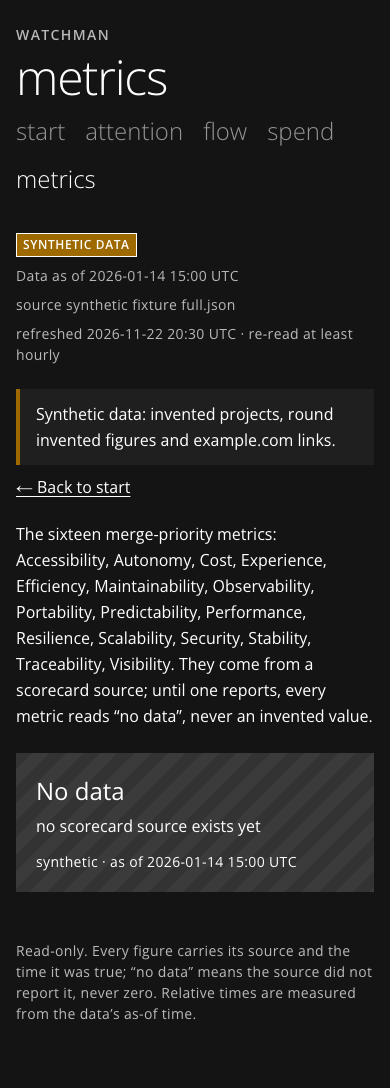 WATCHMAN
metrics
start attention flow spend
metrics
SYNTHETIC DATA
Data as of 2026-01-14 15:00 UTC
source synthetic fixture full.json
refreshed 2026-11-22 20:30 UTC · re-read at least
hourly
Synthetic data: invented projects, round
invented figures and example.com links.
← Back to start
The sixteen merge-priority metrics:
Accessibility, Autonomy, Cost, Experience,
Efficiency, Maintainability, Observability,
Portability, Predictability, Performance,
Resilience, Scalability, Security, Stability,
Traceability, Visibility. They come from a
scorecard source; until one reports, every
metric reads “no data”, never an invented value.
No data
no scorecard source exists yet
synthetic · as of 2026-01-14 15:00 UTC
Read-only. Every figure carries its source and the
time it was true; “no data” means the source did not
report it, never zero. Relative times are measured
from the data’s as-of time.